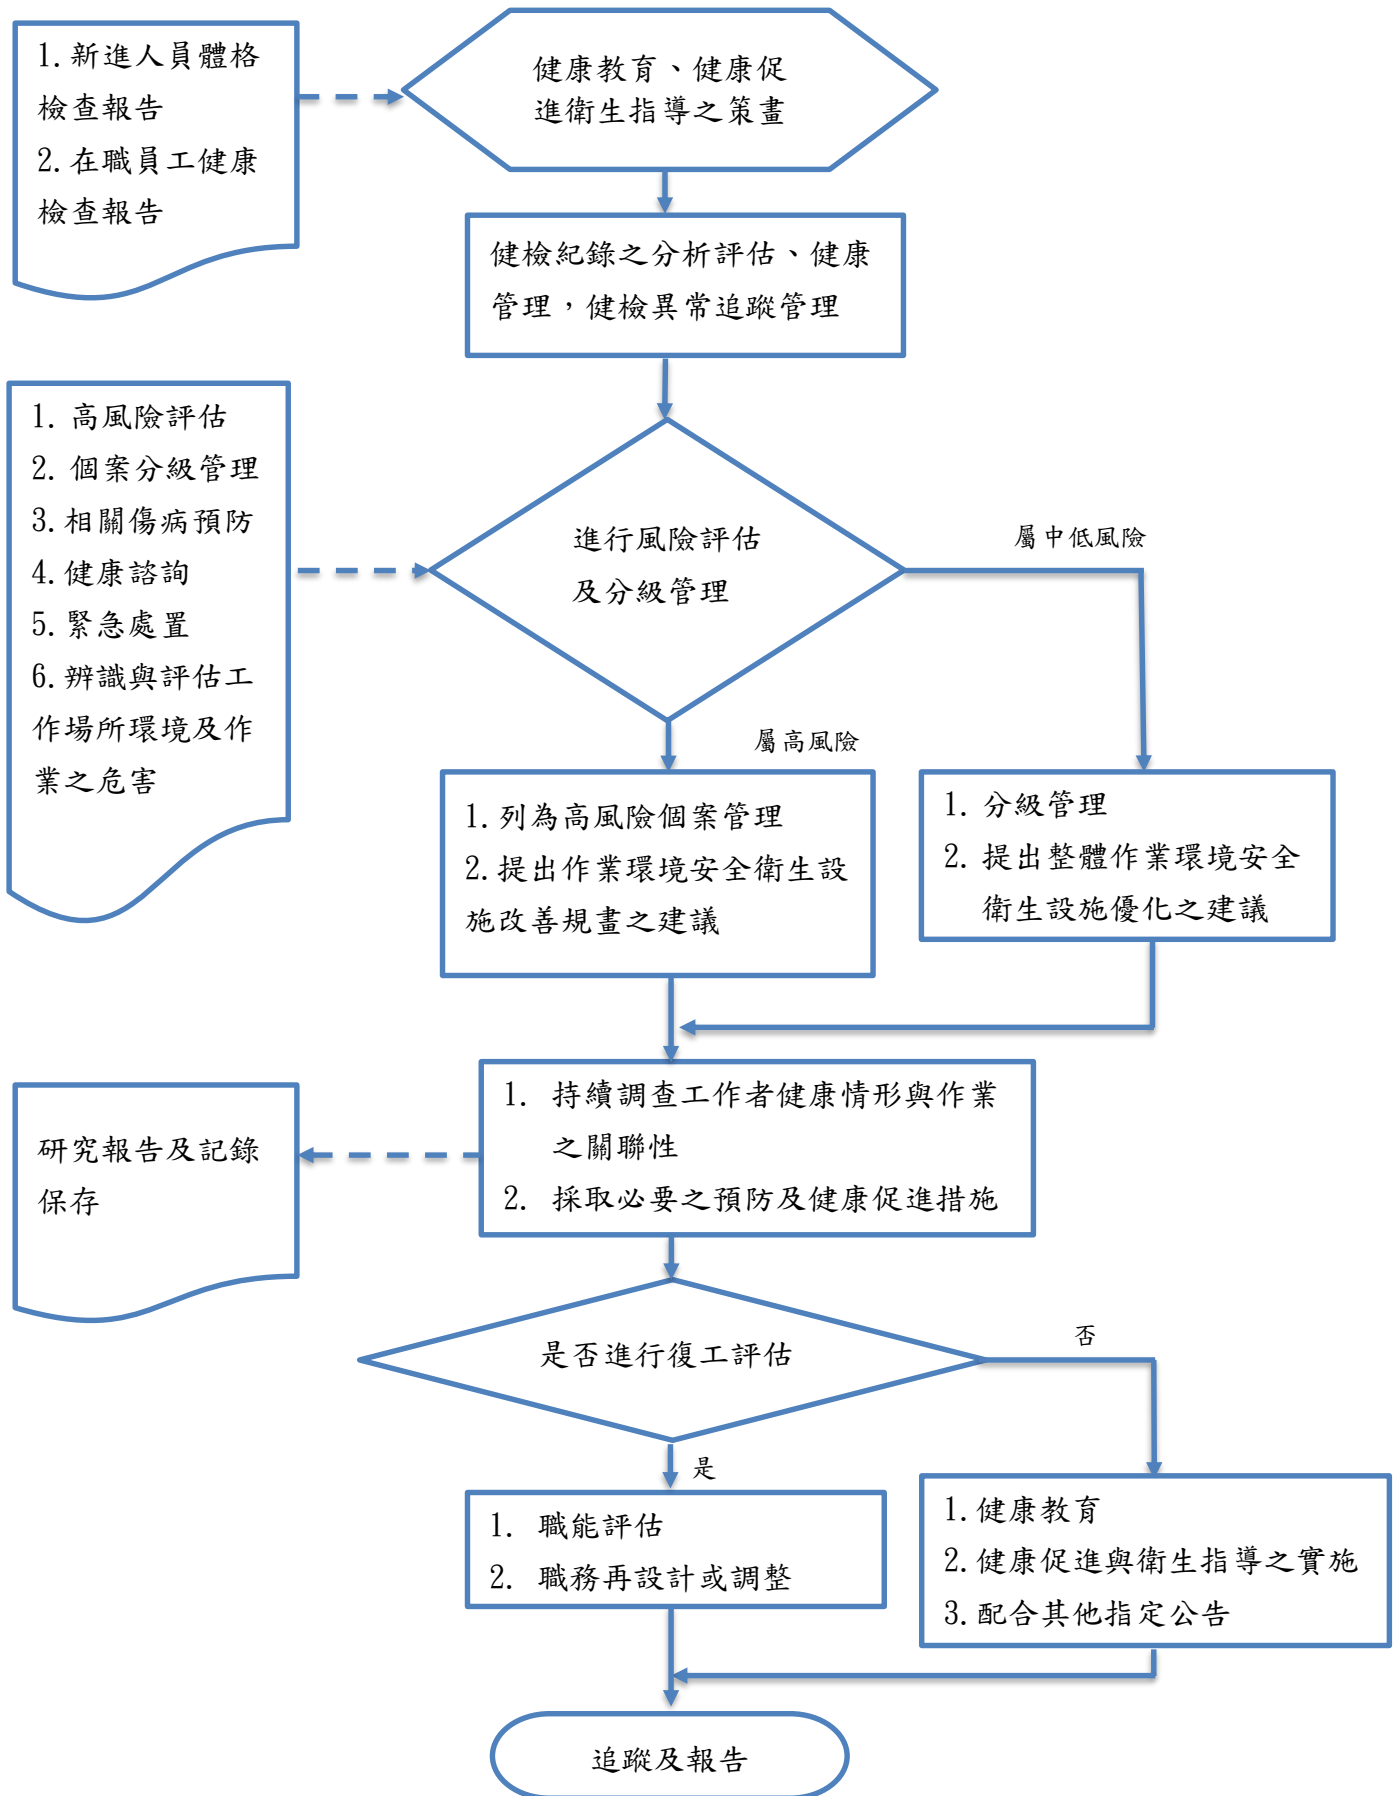 1.新進人員體格
檢查報告
2.在職員工健康
檢查報告
健康教育、健康促
進衛生指導之策畫
健檢紀錄之分析評估、健康
管理，健檢異常追蹤管理
1. 高風險評估
2. 個案分級管理
3.相關傷病預防
4.健康諮詢
5.緊急處置
6.辨識與評估工
作場所環境及作
業之危害
進行風險評估
及分級管理
屬中低風險
屬高風險
1.列為高風險個案管理
2.提出作業環境安全衛生設
施改善規畫之建議
1. 分級管理
2. 提出整體作業環境安全
衛生設施優化之建議
1. 持續調查工作者健康情形與作業
之關聯性
2. 採取必要之預防及健康促進措施
研究報告及記錄
保存
是否進行復工評估
否
是
1. 職能評估
2. 職務再設計或調整
1.健康教育
2.健康促進與衛生指導之實施
3.配合其他指定公告
追蹤及報告